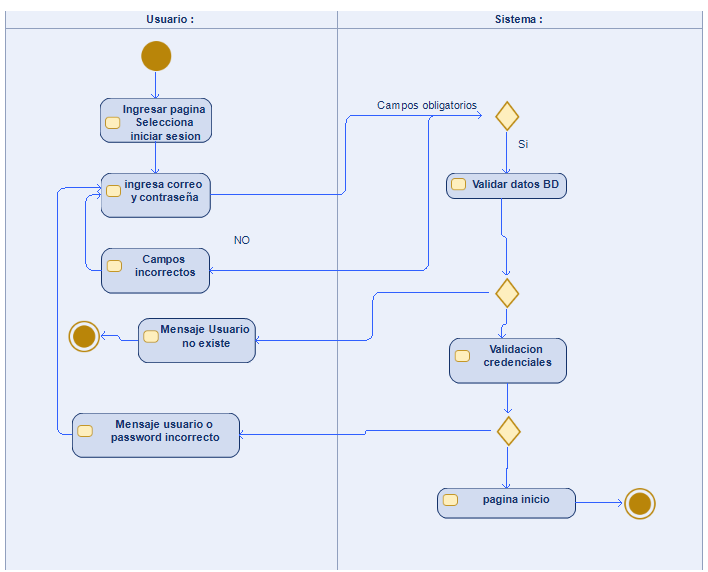 Usuario :
Sistema :
Ingresar pagina
Selecciona
iniciar sesion
Campos obligatorios
Si
ingresa correo
y contraseña
Validar datos BD
NO
Campos
incorrectos
Mensaje Usuario
no existe
Validacion
credenciales
Mensaje usuario o
password incorrecto
pagina inicio